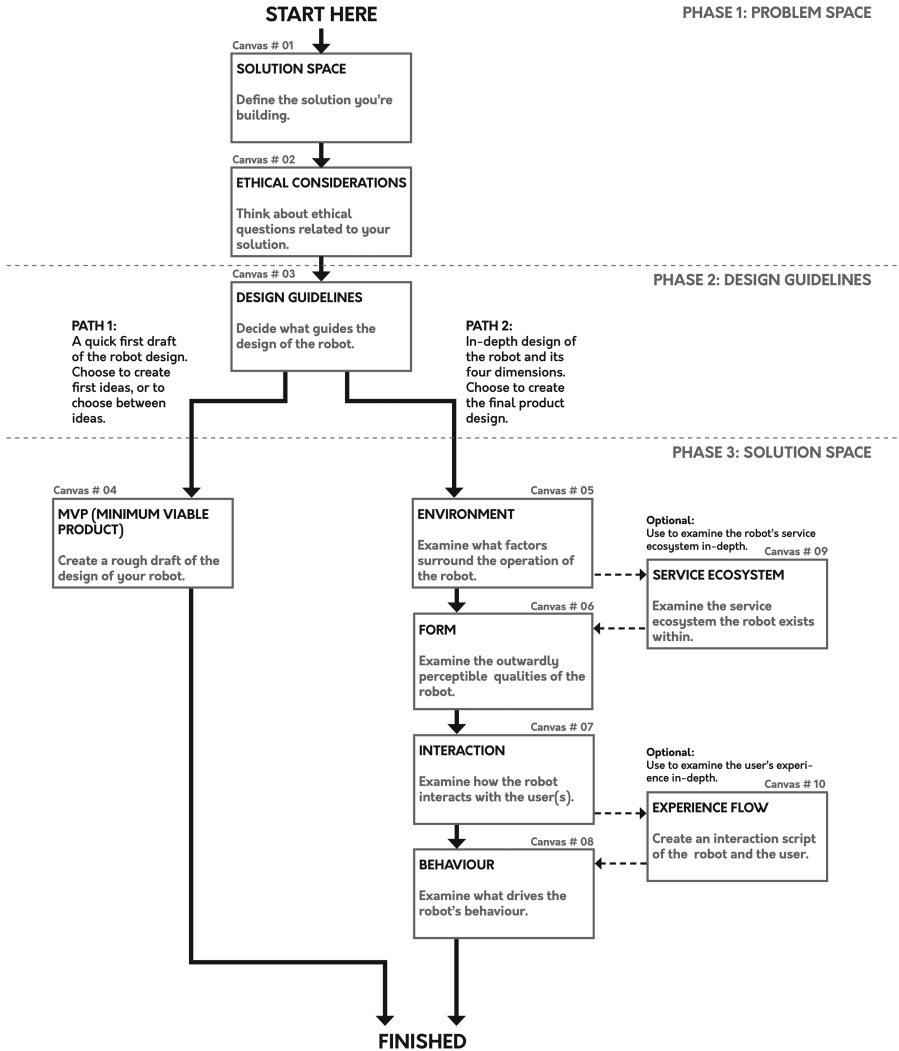 START HERE
PHASE 1: PROBLEM SPACE
Canvas # 01
SOLUTION SPACE
Define the solution you're
building.
Canvas # 02
ETHICAL CONSIDERATIONS
Think about ethical
questions related to your
solution.
PHASE 2: DESIGN GUIDELINES
Canvas # 03
DESIGN GUIDELINES
Decide what guides the
design of the robot.
PATH 1:
A quick first draft
of the robot design.
Choose to create
first ideas, or to
choose between
ideas.
PATH 2:
In-depth design of
the robot and its
four dimensions.
Choose to create
the final product
design.
PHASE 3: SOLUTION SPACE
Canvas # 04
MVP (MINIMUM VIABLE
PRODUCT)
Create a rough draft of the
design of your robot.
Canvas # 05
ENVIRONMENT
Examine what factors
surround the operation of
the robot.
Optional:
Use to examine the robot's service
ecosystem in-depth.
Canvas # 09
SERVICE ECOSYSTEM
Examine the service
ecosystem the robot exists
within.
Canvas # 06
FORM
Examine the outwardly
perceptible qualities of the
robot.
Canvas # 07
INTERACTION
Examine how the robot
interacts with the user(s).
Optional:
Use to examine the user's experi-
ence in-depth.
Canvas # 10
EXPERIENCE FLOW
Create an interaction script
of the robot and the user.
Canvas # 08
BEHAVIOUR
Examine what drives the
robot's behaviour.
FINISHED